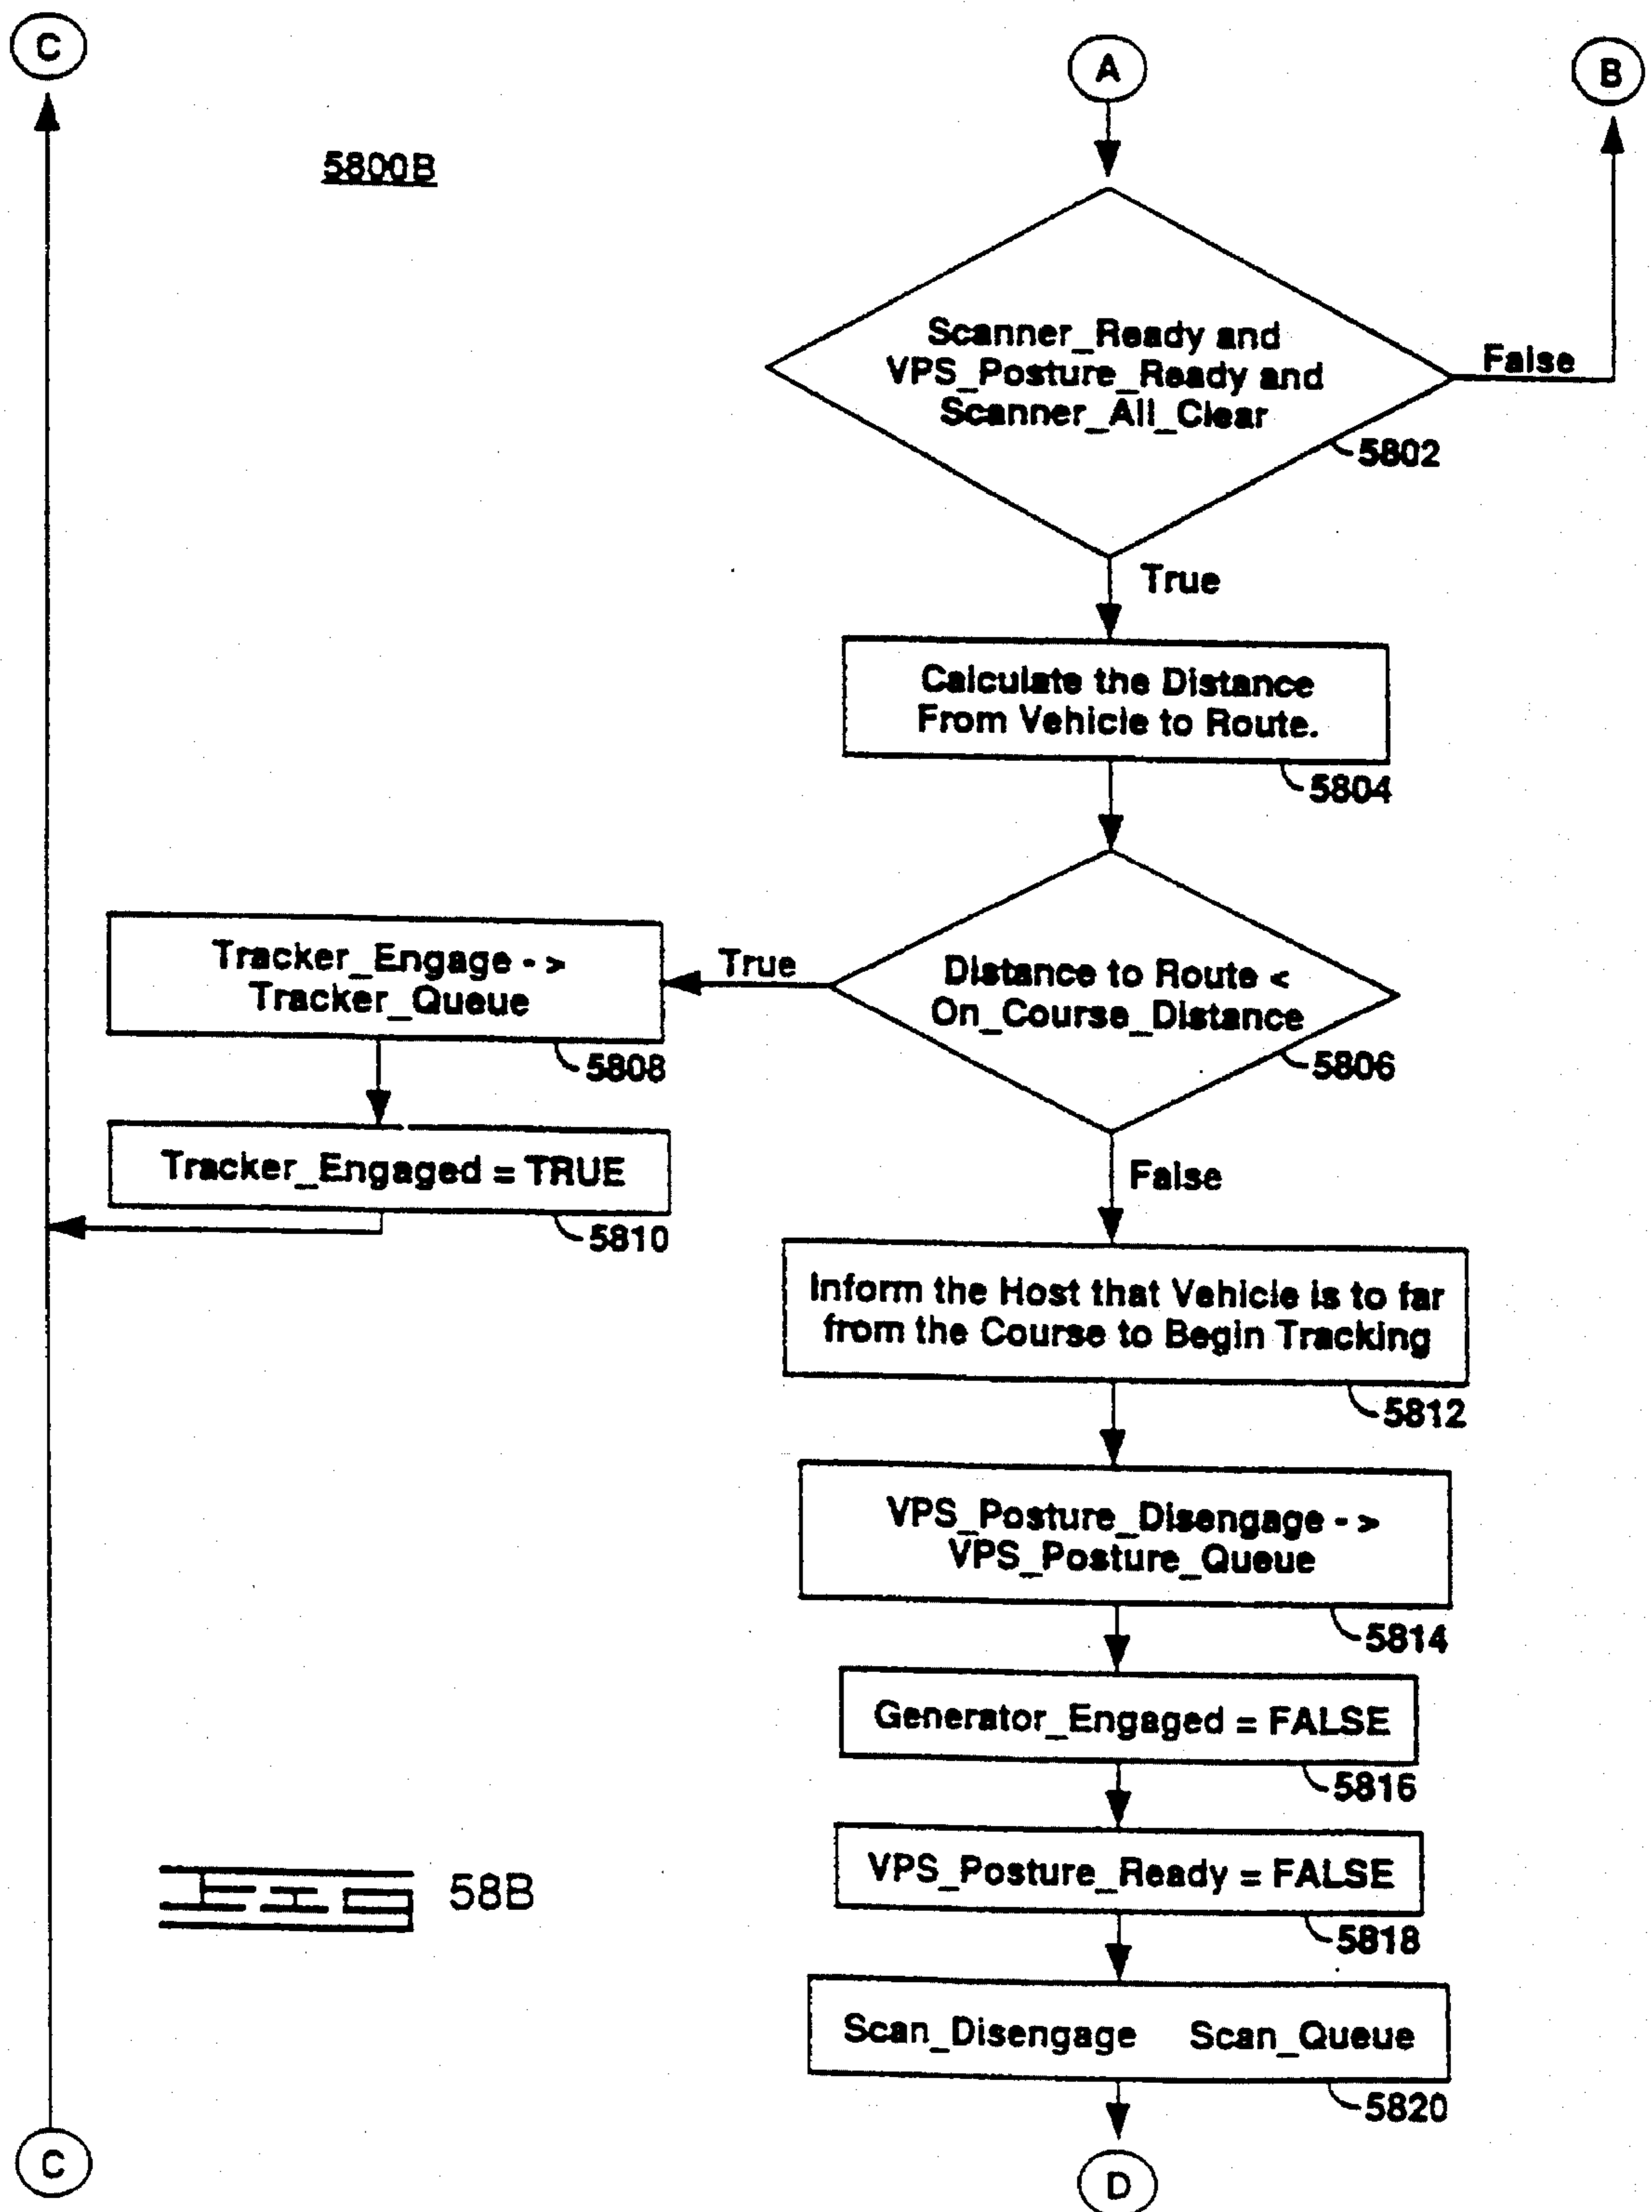 C
A
B
5800B
Scanner_Ready and
VPS_Posture_Ready and
Scanner_All_Clear
False
5802
True
Calculate the Distance
From Vehicle to Route.
5804
Tracker_Engage - >
Tracker_Queue
5808
True
Distance to Route <
On_Course_Distance
5806
Tracker_Engaged = TRUE
5810
False
Inform the Host that Vehicle is to far
from the Course to Begin Tracking
5812
VPS_Posture_Disengage - >
VPS_Posture_Queue
5814
Generator_Engaged = FALSE
5816
VPS_Posture_Ready = FALSE
5818
FIG 58B
Scan_Disengage Scan_Queue
5820
C
D